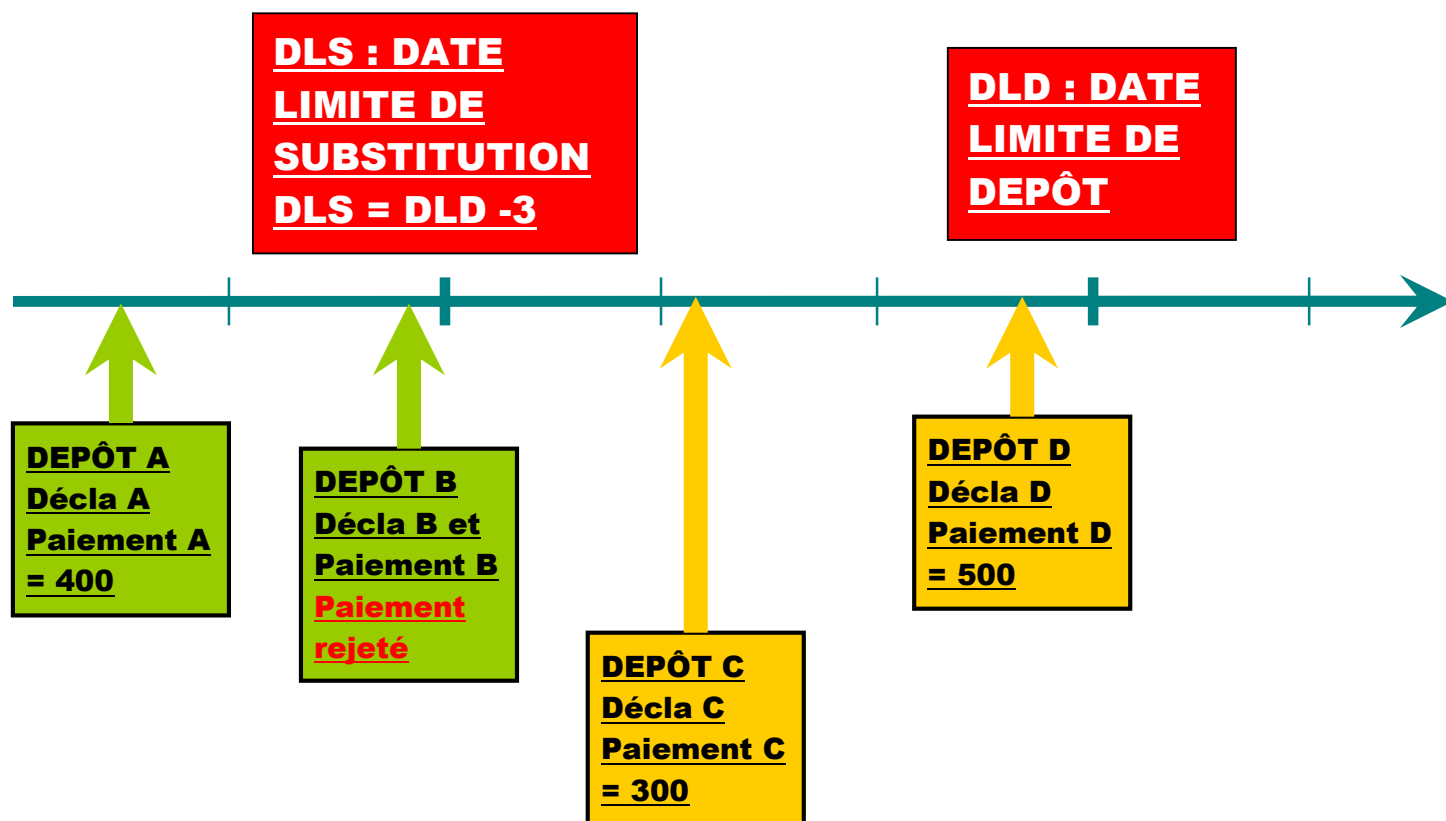 DLS : DATE
LIMITE DE
SUBSTITUTION
DLS = DLD -3
DLD : DATE
LIMITE DE
DEPÔT
DEPÔT A
Décla A
Paiement A
= 400
DEPÔT B
Décla B et
Paiement B
Paiement
rejeté
DEPÔT C
Décla C
Paiement C
= 300
DEPÔT D
Décla D
Paiement D
= 500